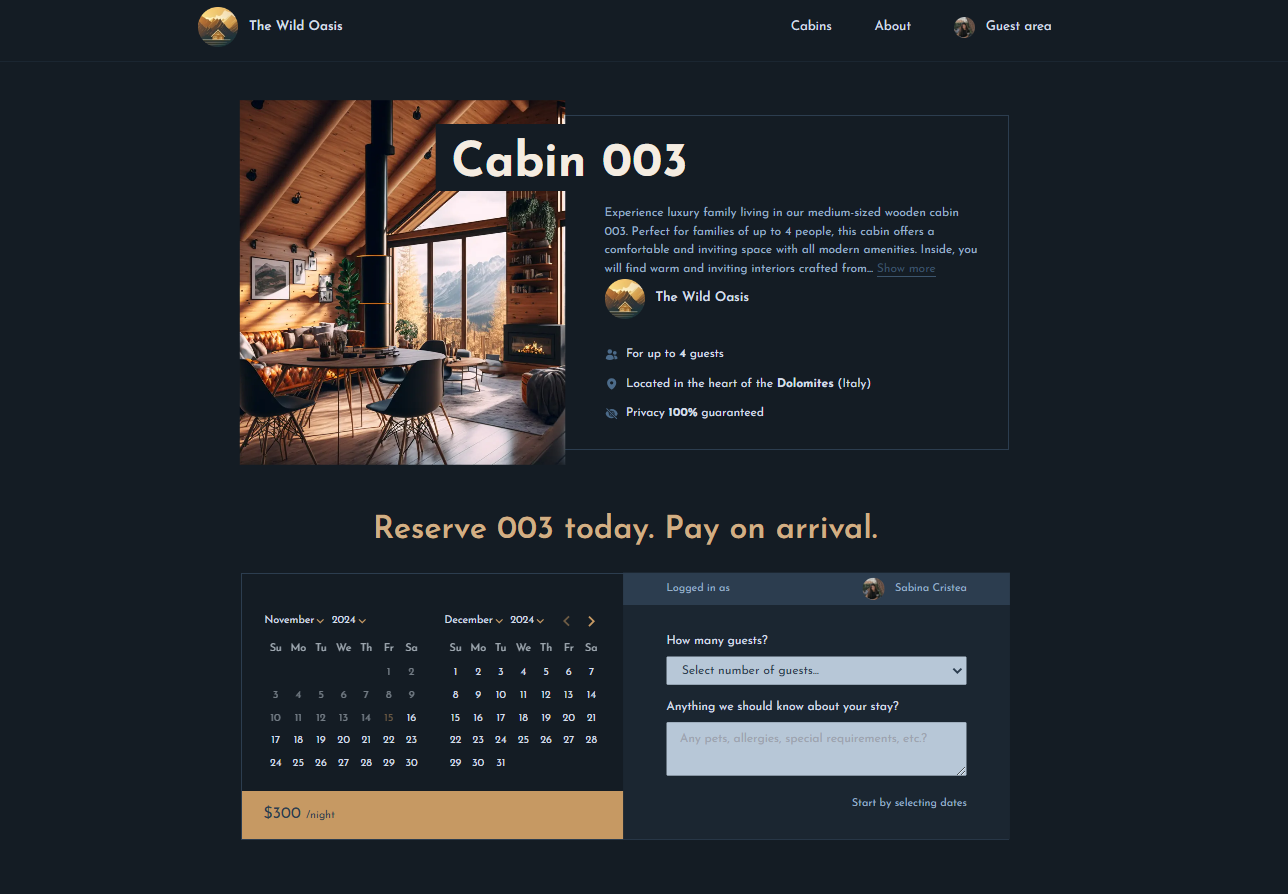 The Wild Oasis
Cabins
About
Guest area
Cabin 003
Experience luxury family living in our medium-sized wooden cabin
003. Perfect for families of up to 4 people, this cabin offers a
comfortable and inviting space with all modern amenities. Inside, you
will find warm and inviting interiors crafted from... Show more
The Wild Oasis
For up to 4 guests
Located in the heart of the Dolomites (Italy)
Privacy 100% guaranteed
Reserve 003 today. Pay on arrival.
November 2024
Su Mo Tu We Th Fr Sa
1 2
3 4 5 6 7 8 9
10 11 12 13 14 15 16
17 18 19 20 21 22 23
24 25 26 27 28 29 30
December 2024
Su Mo Tu We Th Fr Sa
1 2 3 4 5 6 7
8 9 10 11 12 13 14
15 16 17 18 19 20 21
22 23 24 25 26 27 28
29 30 31
$300 /night
Logged in as
Sabina Cristea
How many guests?
Select number of guests...
Anything we should know about your stay?
Any pets, allergies, special requirements, etc.?
Start by selecting dates